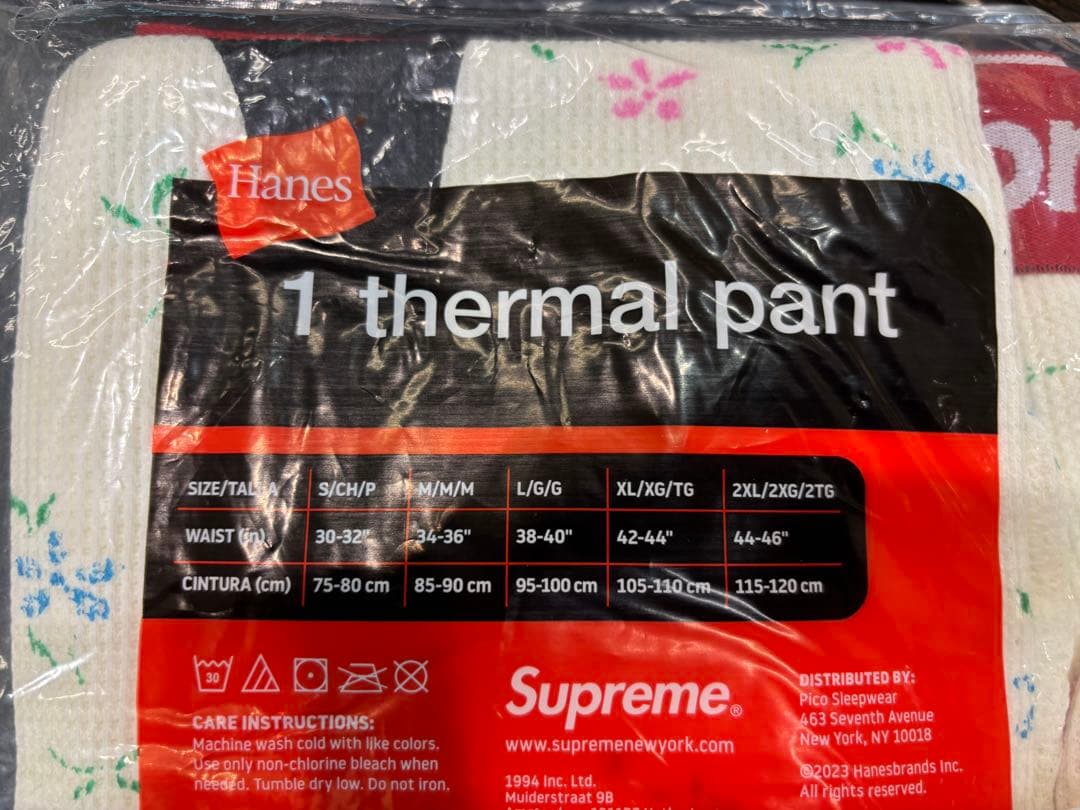 Hanes
1 thermal pant
SIZE/TALLA S/CH/P M/M/M L/G/G XL/XG/TG 2XL/2XG/2TG
WAIST (in) 30-32" 34-36" 38-40" 42-44" 44-46"
CINTURA (cm) 75-80 cm 85-90 cm 95-100 cm 105-110 cm 115-120 cm
30
CARE INSTRUCTIONS:
Machine wash cold with like colors.
Use only non-chlorine bleach when
needed. Tumble dry low. Do not iron.
Supreme®
www.supremenewyork.com
1994 Inc. Ltd.
Muiderstraat 9B
DISTRIBUTED BY:
Pico Sleepwear
463 Seventh Avenue
New York, NY 10018
©2023 Hanesbrands Inc.
All rights reserved.